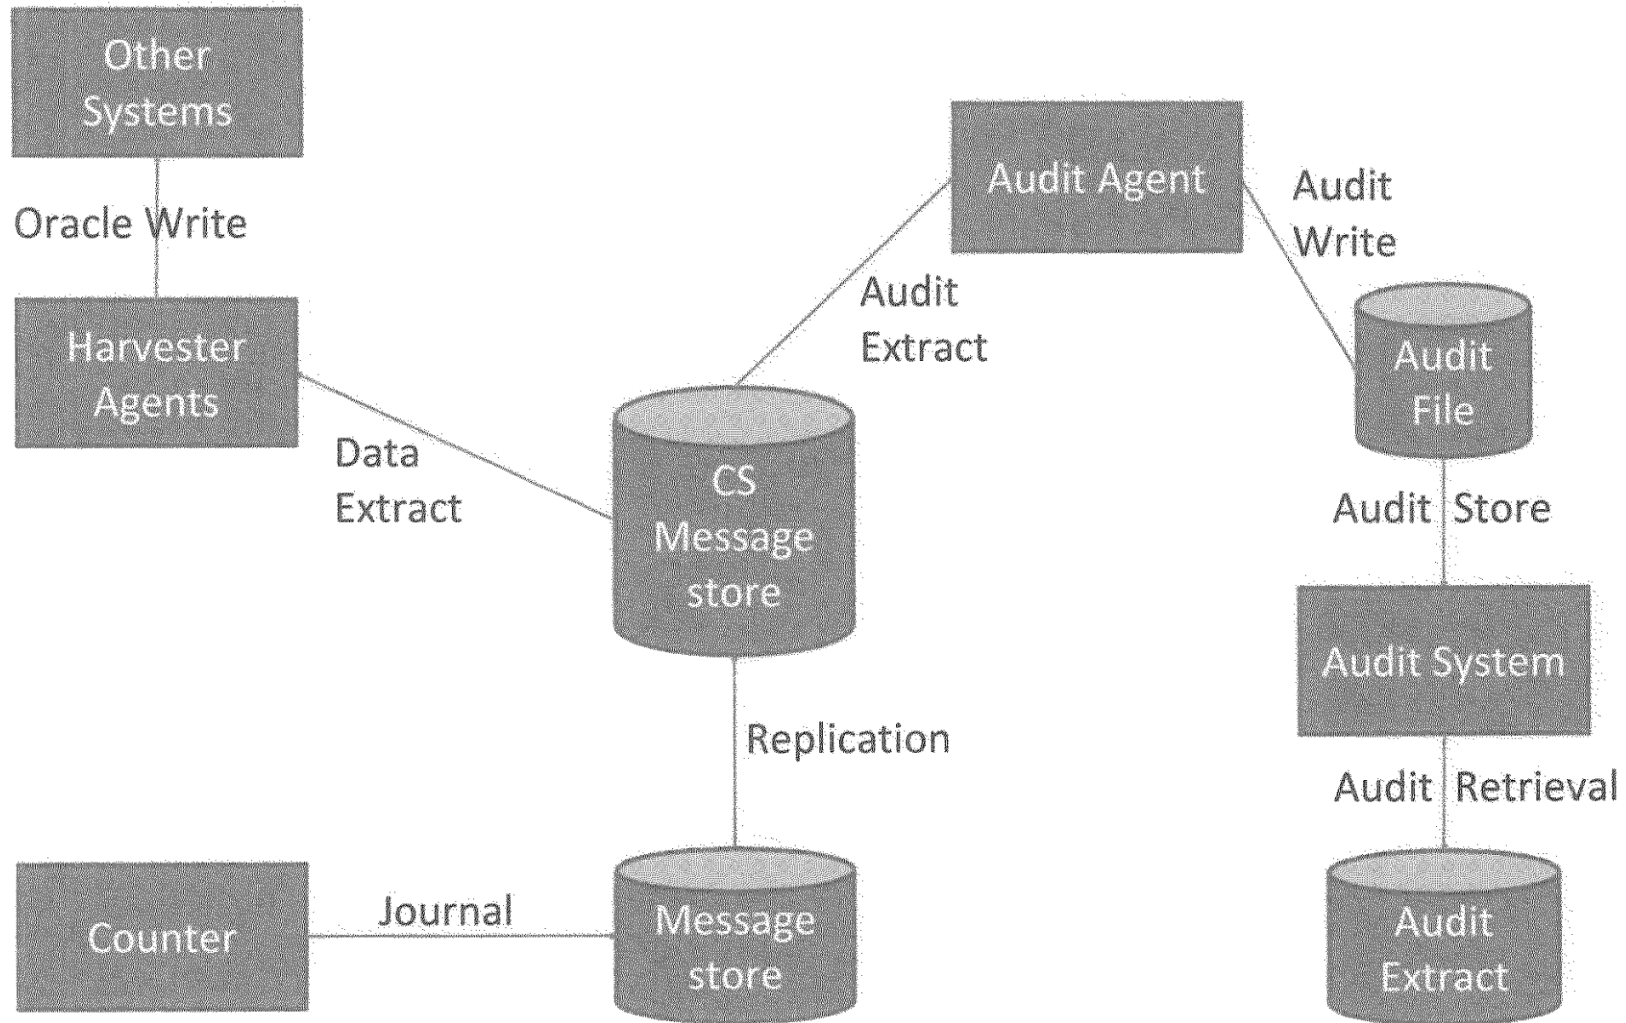 Other
Systems
Oracle Write
Harvester
Agents
Data
Extract
CS
Message
store
Audit
Extract
Audit Agent
Audit
Write
Audit
File
Audit Store
Audit System
Audit Retrieval
Audit
Extract
Replication
Counter
Journal
Message
store